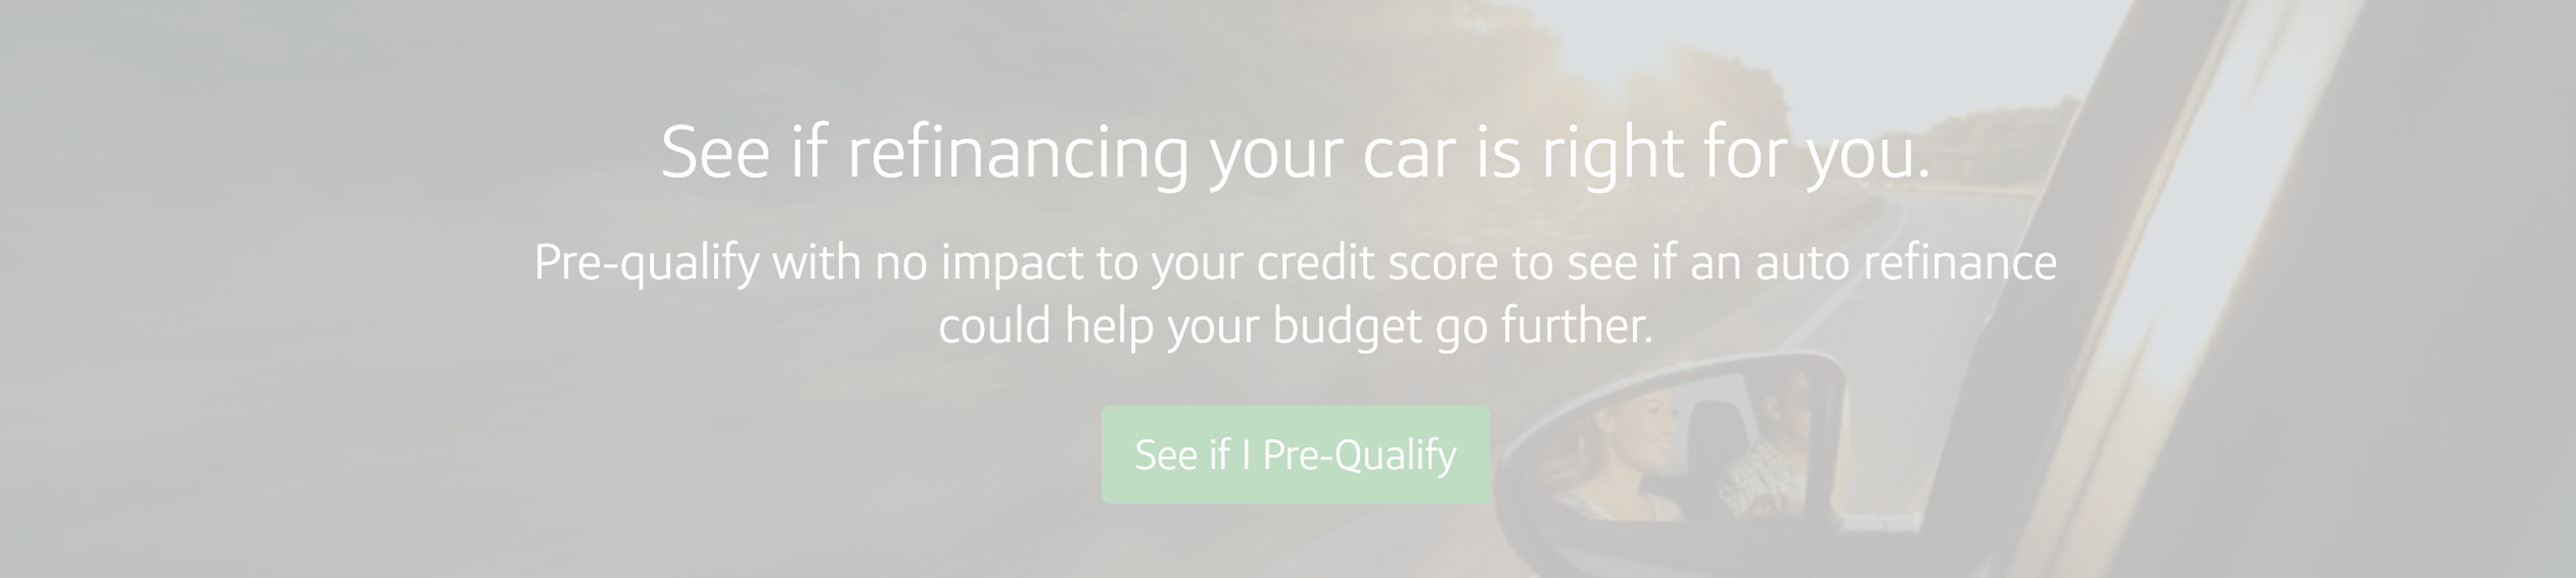 See if refinancing your car is right for you.
Pre-qualify with no impact to your credit score to see if an auto refinance
could help your budget go further.
See if I Pre-Qualify